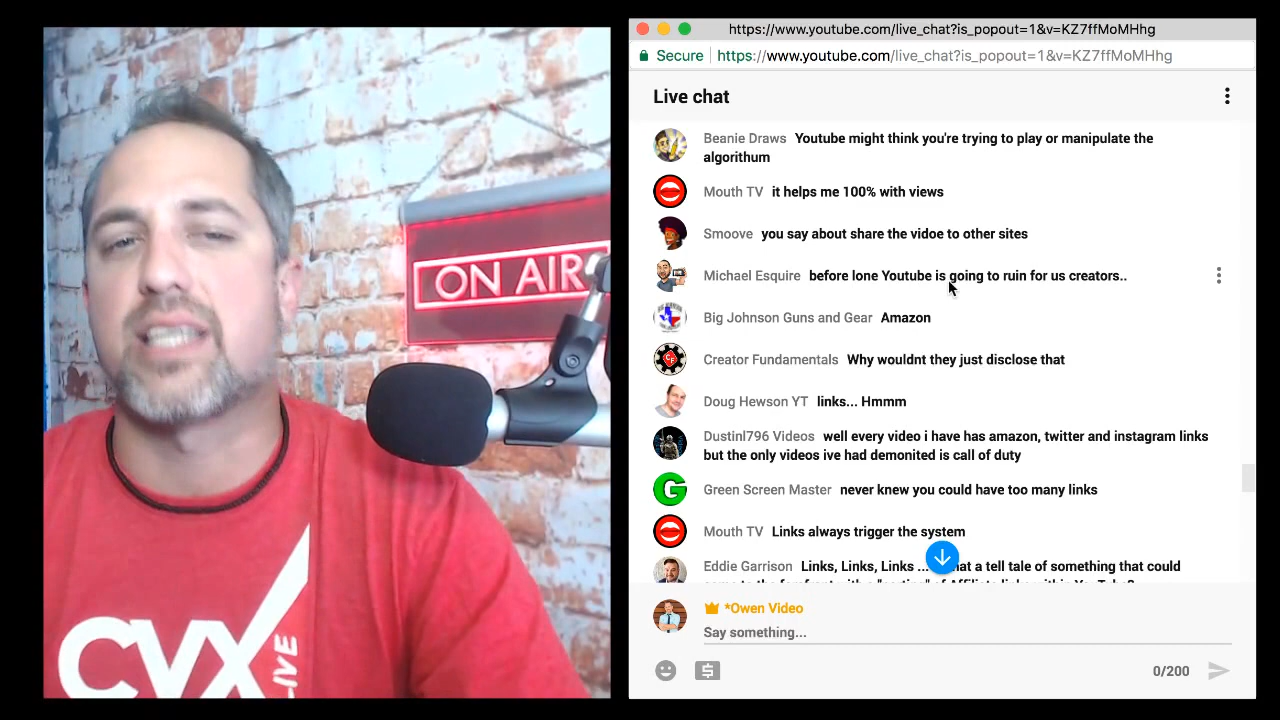 https://www.youtube.com/live_chat?is_popout=1&v=KZ7ffMoMHhg
Secure
https://www.youtube.com/live_chat?is_popout=1&v=KZ7ffMoMHhg
Live chat
Beanie Draws Youtube might think you're trying to play or manipulate the
algorithum
Mouth TV it helps me 100% with views
Smoove you say about share the vidoe to other sites
Michael Esquire before lone Youtube is going to ruin for us creators..
Big Johnson Guns and Gear Amazon
Creator Fundamentals Why wouldnt they just disclose that
Doug Hewson YT links... Hmmm
Dustinl796 Videos well every video i have has amazon, twitter and instagram links
but the only videos ive had demonited is call of duty
Green Screen Master never knew you could have too many links
Mouth TV Links always trigger the system
Eddie Garrison Links, Links, Links ... a tell tale of something that could
*Owen Video
Say something...
0/200
ON AIR
CVX
LIVE
CF
G